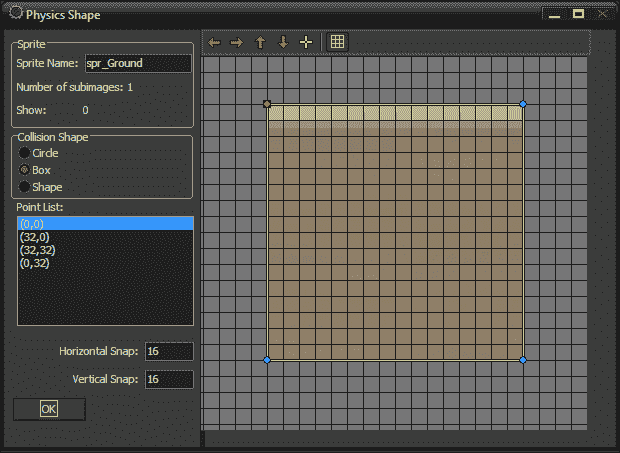 Physics Shape
Sprite
Sprite Name: spr_Ground
Number of subimages: 1
Show: 0
Collision Shape
Circle
Box
Shape
Point List:
(0,0)
(32,0)
(32,32)
(0,32)
Horizontal Snap: 16
Vertical Snap: 16
OK